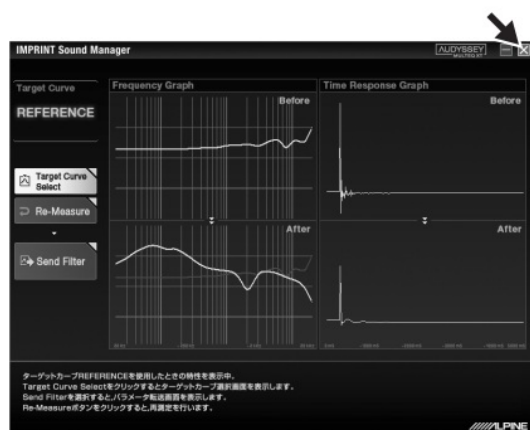 IMPRINT Sound Manager
AUDYSSEY
MULTEQ XT
Target Curve
REFERENCE
Target Curve
Select
Re-Measure
Send Filter
Frequency Graph
Before
After
Time Response Graph
Before
After
ターゲットカーブREFERENCEを使用したときの特性を表示中。
Target Curve Selectをクリックするとターゲットカーブ選択画面を表示します。
Send Filterを選択すると,パラメータ転送画面を表示します。
Re-Measureボタンをクリックすると,再測定を行います。
ALPINE